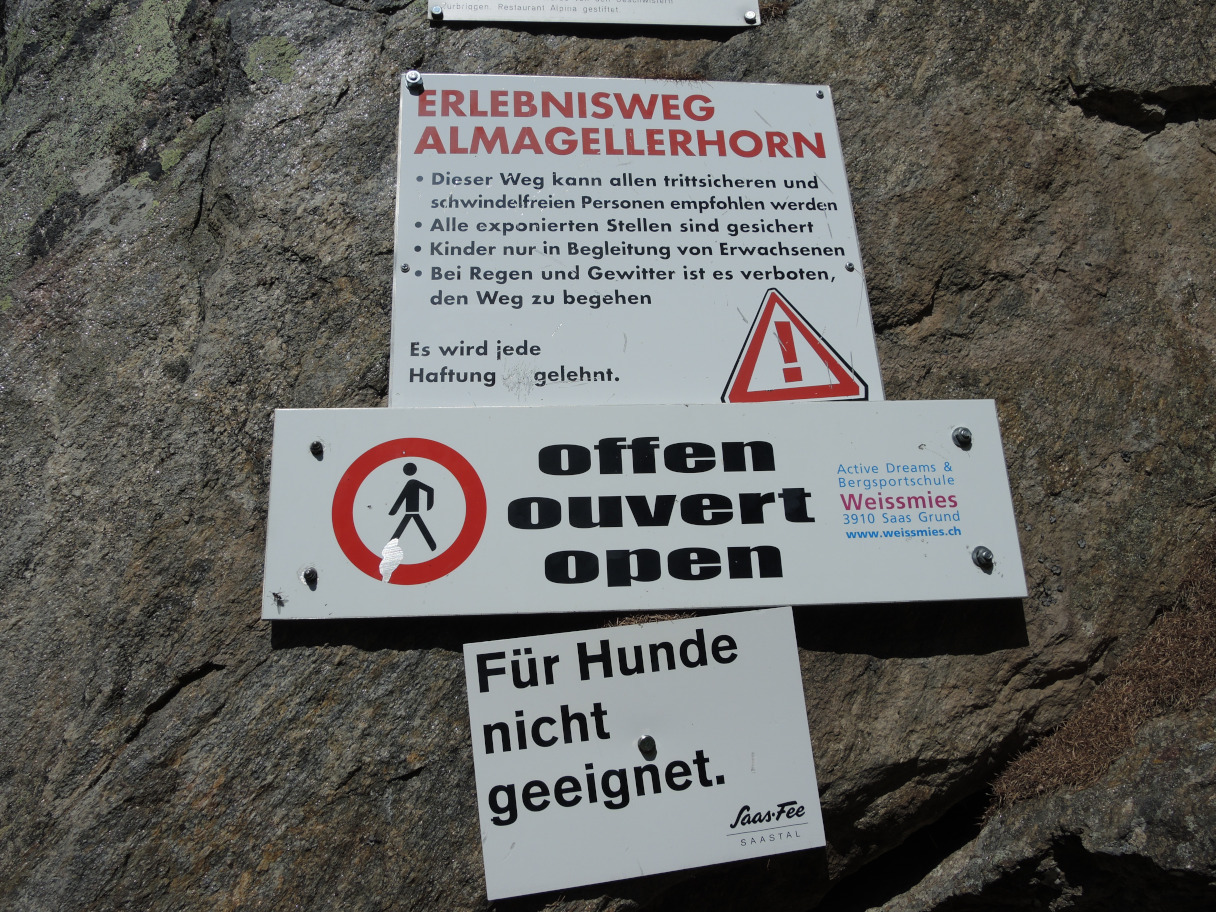 Restaurant Alpina gestiftet.
ERLEBNISWEG
ALMAGELLERHORN
• Dieser Weg kann allen trittsicheren und
schwindelfreien Personen empfohlen werden
• Alle exponierten Stellen sind gesichert
• Kinder nur in Begleitung von Erwachsenen
• Bei Regen und Gewitter ist es verboten,
den Weg zu begehen
Es wird jede
Haftung gelehnt.
offen
ouvert
open
Active Dreams &
Bergsportschule
Weissmies
3910 Saas Grund
www.weissmies.ch
Für Hunde
nicht
geeignet.
Saas-Fee
SAASTAL